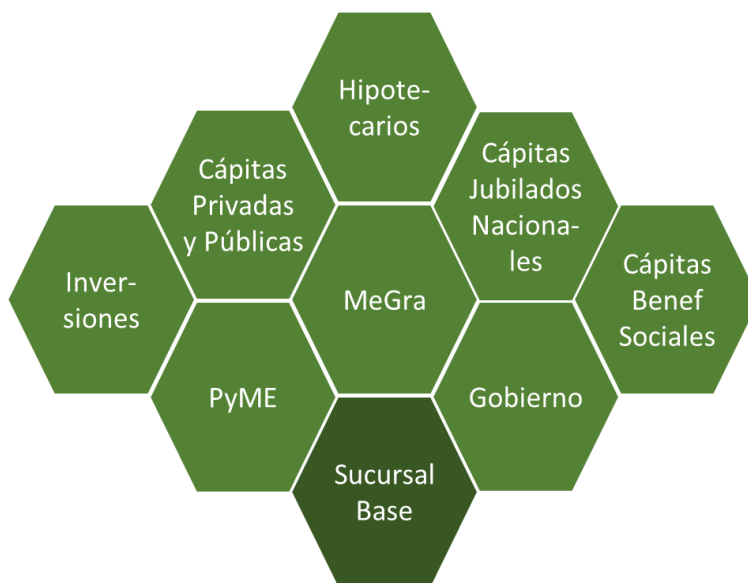 Hipote-
carios
Cápitas
Privadas
y Públicas
Cápitas
Jubilados
Naciona-
les
Inver-
siones
MeGra
Cápitas
Benef
Sociales
PyME
Gobierno
Sucursal
Base